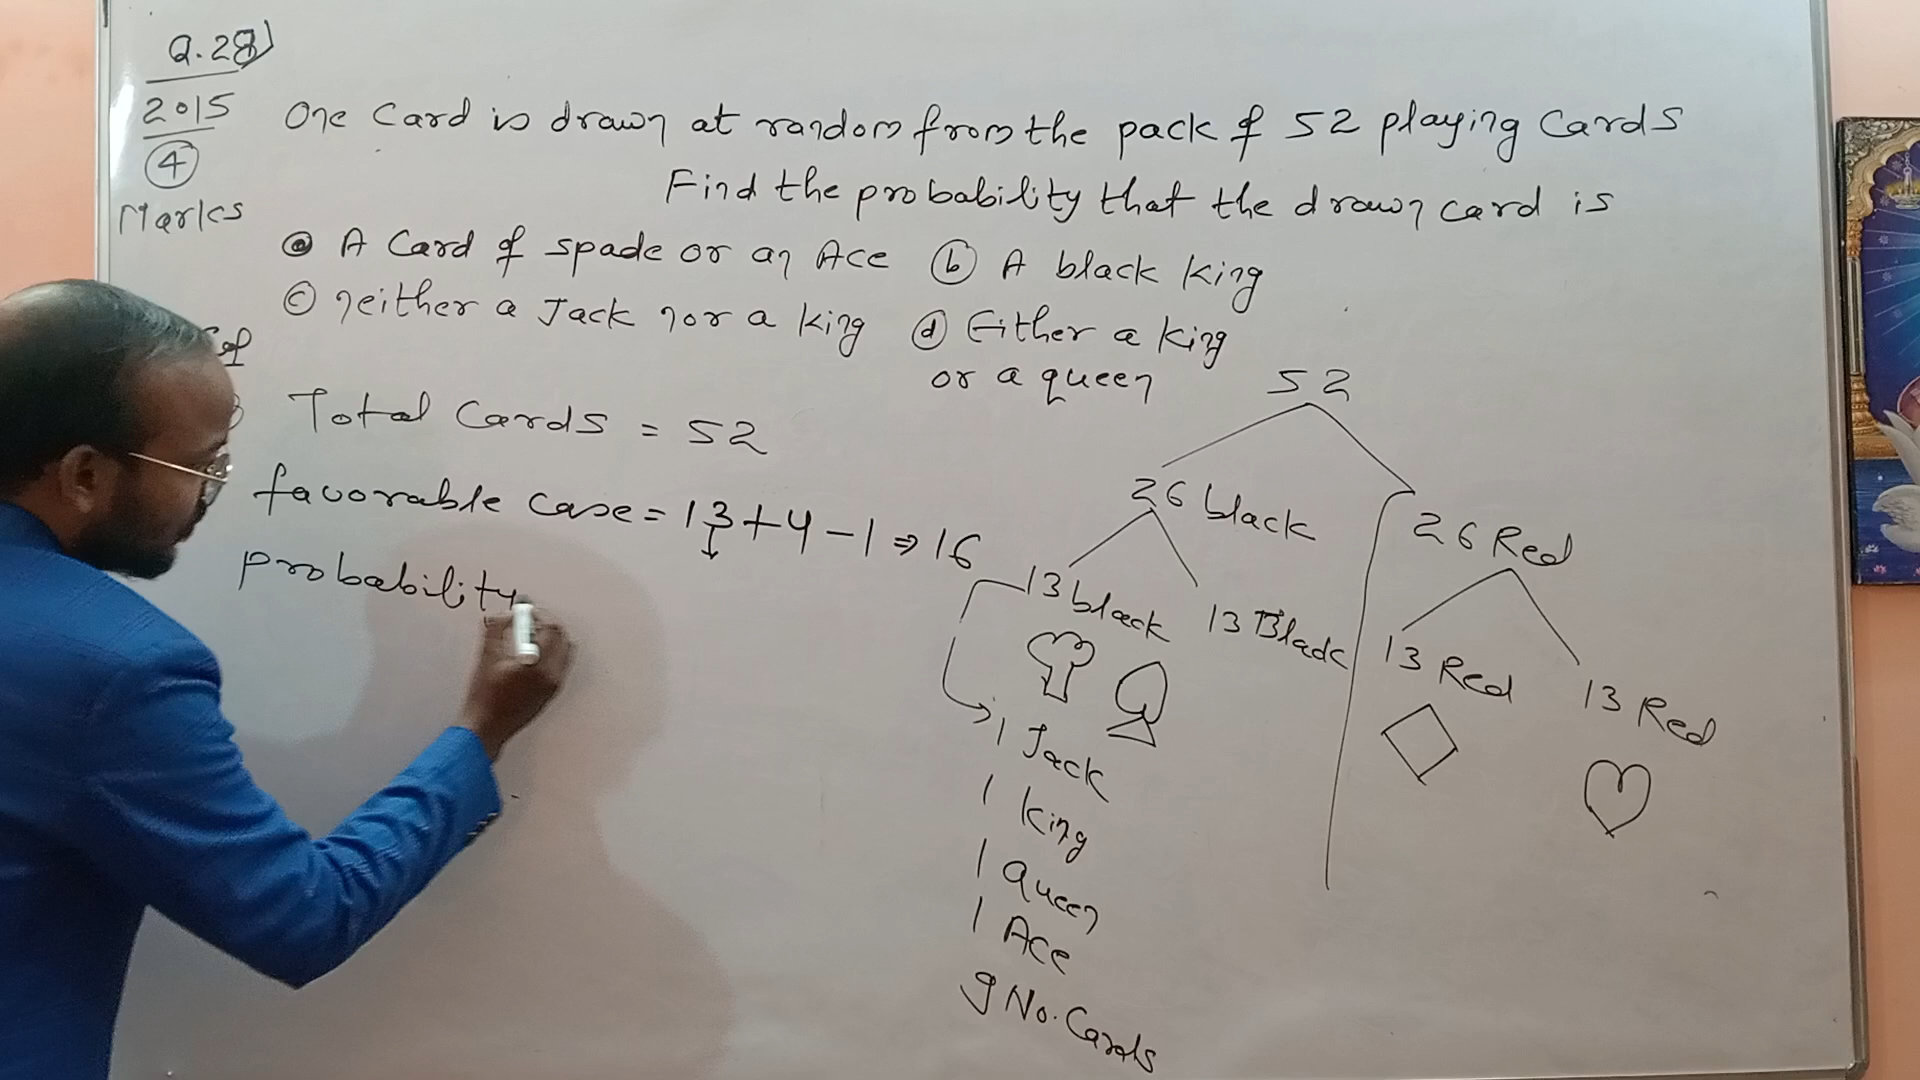 Q.28)
2015
4
Marks
One Card is drawn at random from the pack of 52 playing Cards
Find the probability that the drawn card is
a A Card of spade or an Ace b A black King
c neither a Jack nor a king d Either a King
or a queen
Total Cards = 52
favorable case = 13+4-1 ⇒ 16
probability
52
26 black
26 Red
13 black
13 Black
13 Red
13 Red
1 Jack
1 King
1 Queen
1 Ace
9 No. Cards